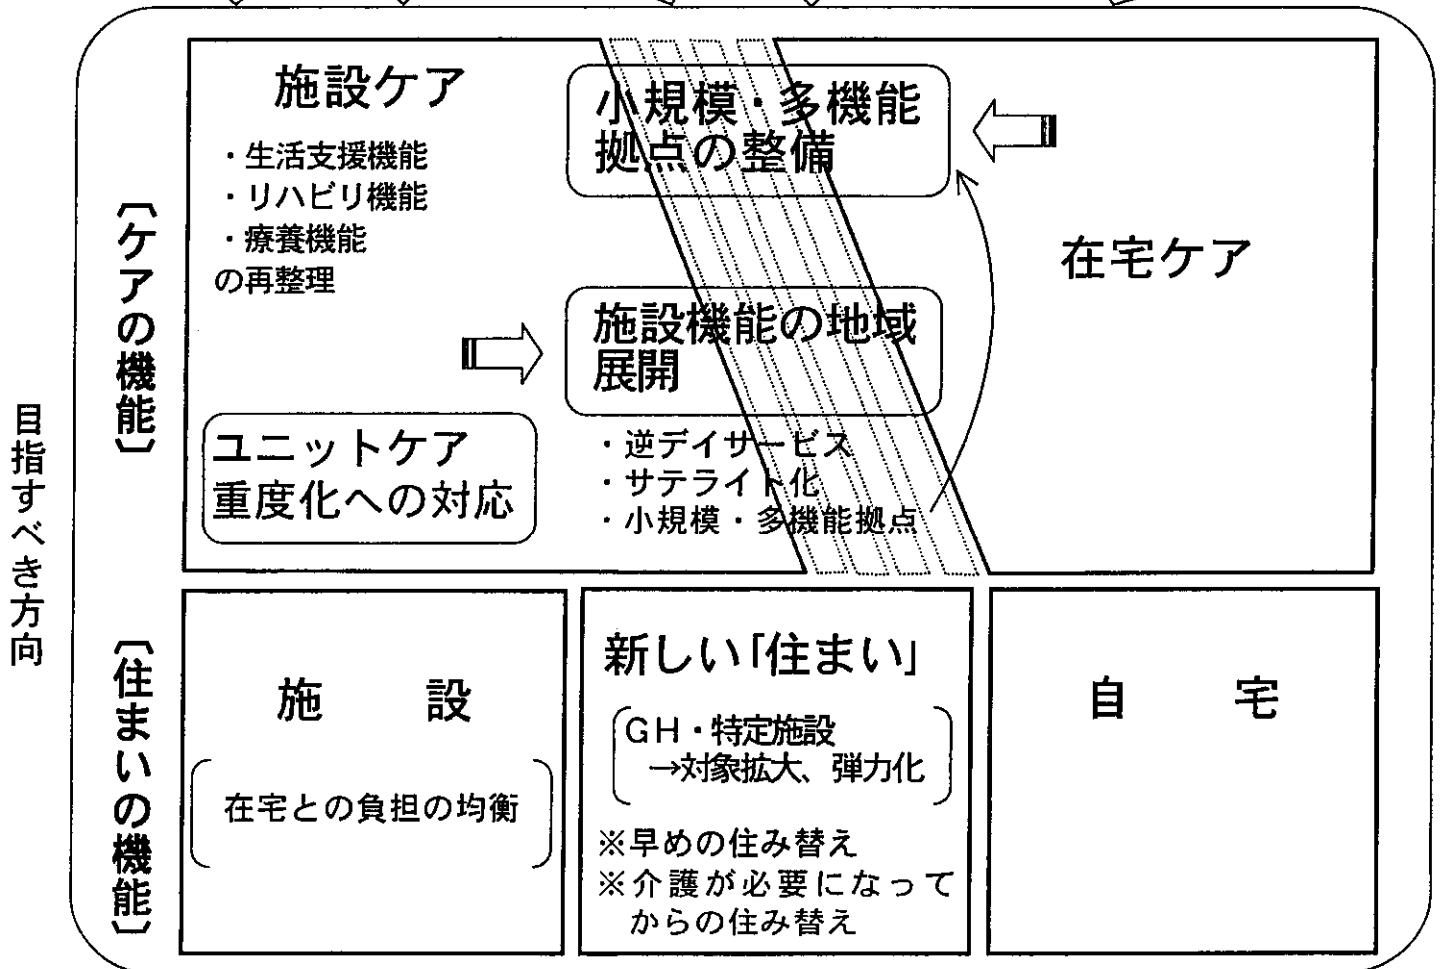 目指すべき方向
〔ケアの機能〕
施設ケア
・生活支援機能
・リハビリ機能
・療養機能
の再整理
ユニットケア
重度化への対応
小規模・多機能
拠点の整備
施設機能の地域
展開
・逆デイサービス
・サテライト化
・小規模・多機能拠点
在宅ケア
〔住まいの機能〕
施 設
在宅との負担の均衡
新しい「住まい」
GH・特定施設
→対象拡大、弾力化
※早めの住み替え
※介護が必要になって
からの住み替え
自 宅